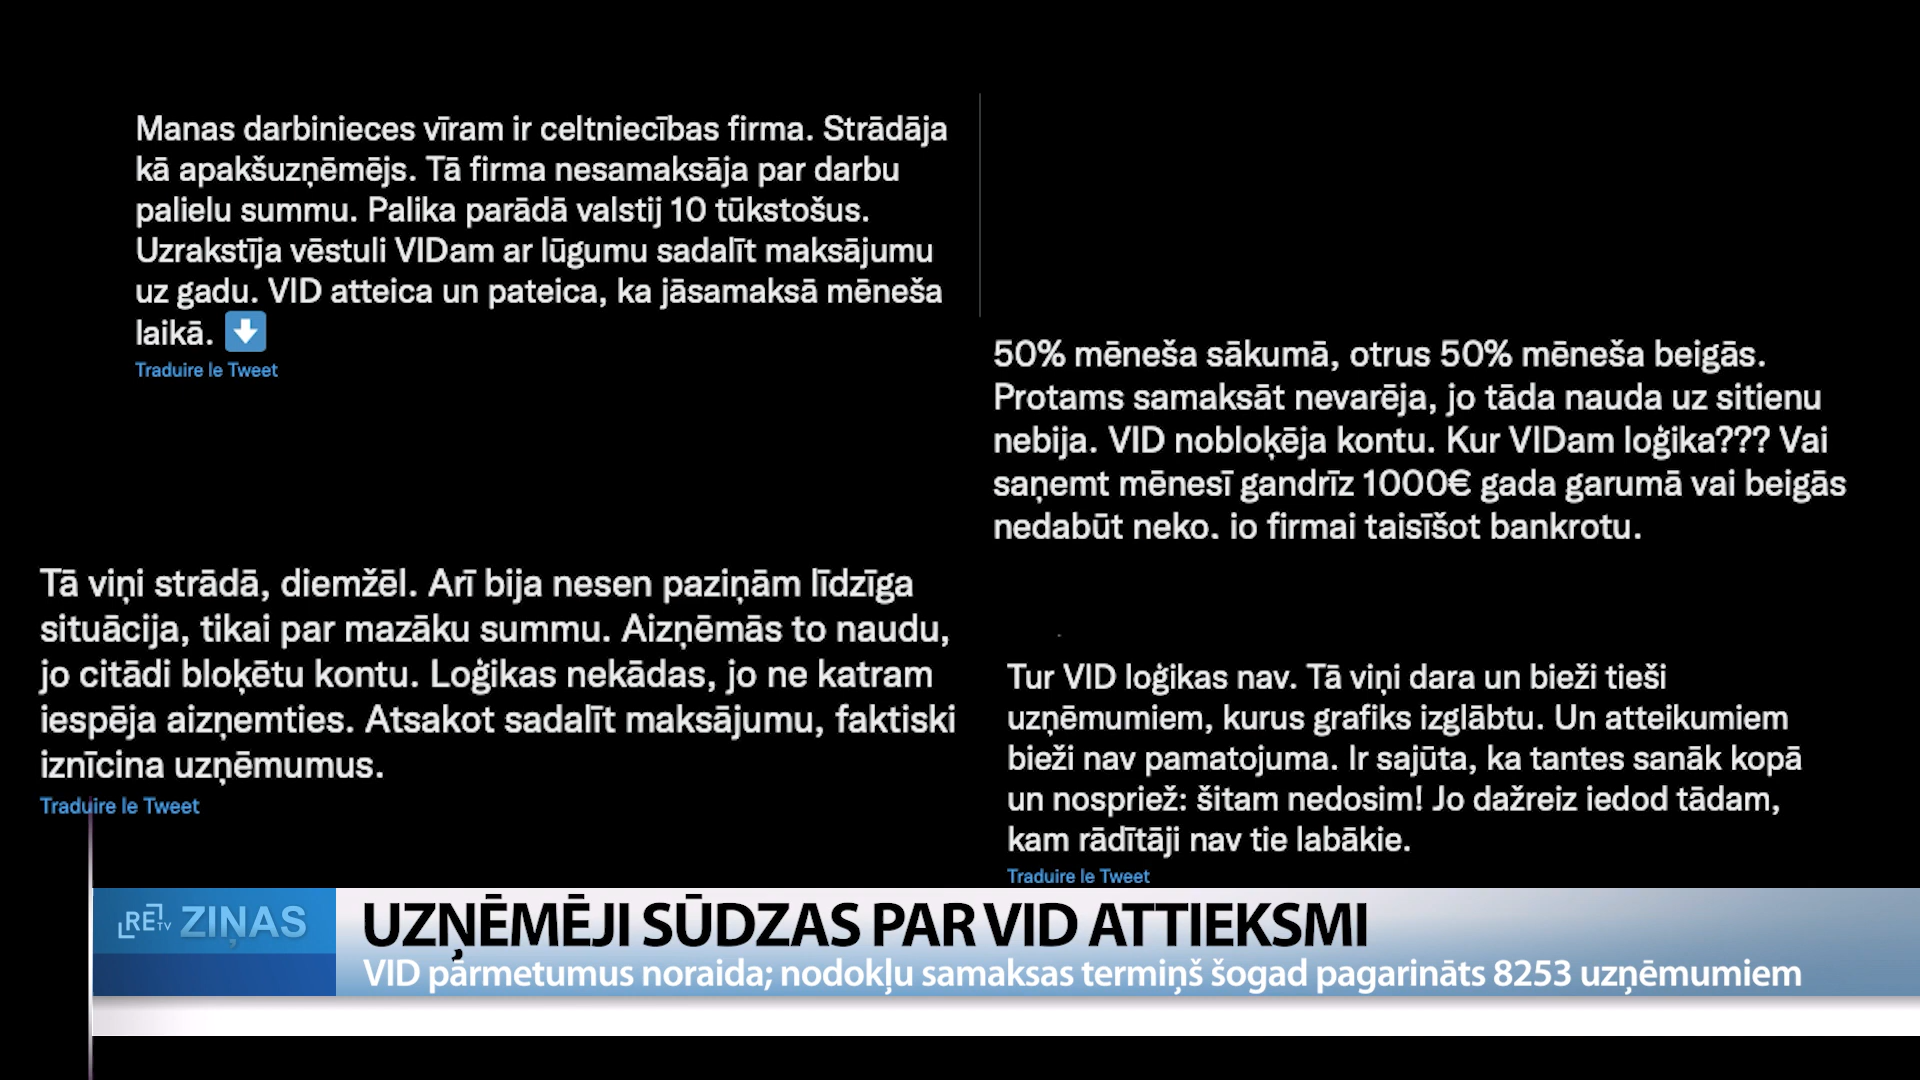 Manas darbinieces vīram ir celtniecības firma. Strādāja
kā apakšuzņēmējs. Tā firma nesamaksāja par darbu
palielu summu. Palika parādā valstij 10 tūkstošus.
Uzrakstīja vēstuli VIDam ar lūgumu sadalīt maksājumu
uz gadu. VID atteica un pateica, ka jāsamaksā mēneša
laikā. ⬇️
Traduire le Tweet
50% mēneša sākumā, otrus 50% mēneša beigās.
Protams samaksāt nevarēja, jo tāda nauda uz sitienu
nebija. VID nobloķēja kontu. Kur VIDam loģika??? Vai
saņemt mēnesī gandrīz 1000€ gada garumā vai beigās
nedabūt neko. io firmai taisīšot bankrotu.
Tā viņi strādā, diemžēl. Arī bija nesen paziņām līdzīga
situācija, tikai par mazāku summu. Aizņēmās to naudu,
jo citādi bloķētu kontu. Loģikas nekādas, jo ne katram
iespēja aizņemties. Atsakot sadalīt maksājumu, faktiski
iznīcina uzņēmumus.
Traduire le Tweet
Tur VID loģikas nav. Tā viņi dara un bieži tieši
uzņēmumiem, kurus grafiks izglābtu. Un atteikumiem
bieži nav pamatojuma. Ir sajūta, ka tantes sanāk kopā
un nospriež: šitam nedosim! Jo dažreiz iedod tādam,
kam rādītāji nav tie labākie.
Traduire le Tweet
RE TV ZIŅAS
UZŅĒMĒJI SŪDZAS PAR VID ATTIEKSMI
VID pārmetumus noraida; nodokļu samaksas termiņš šogad pagarināts 8253 uzņēmumiem